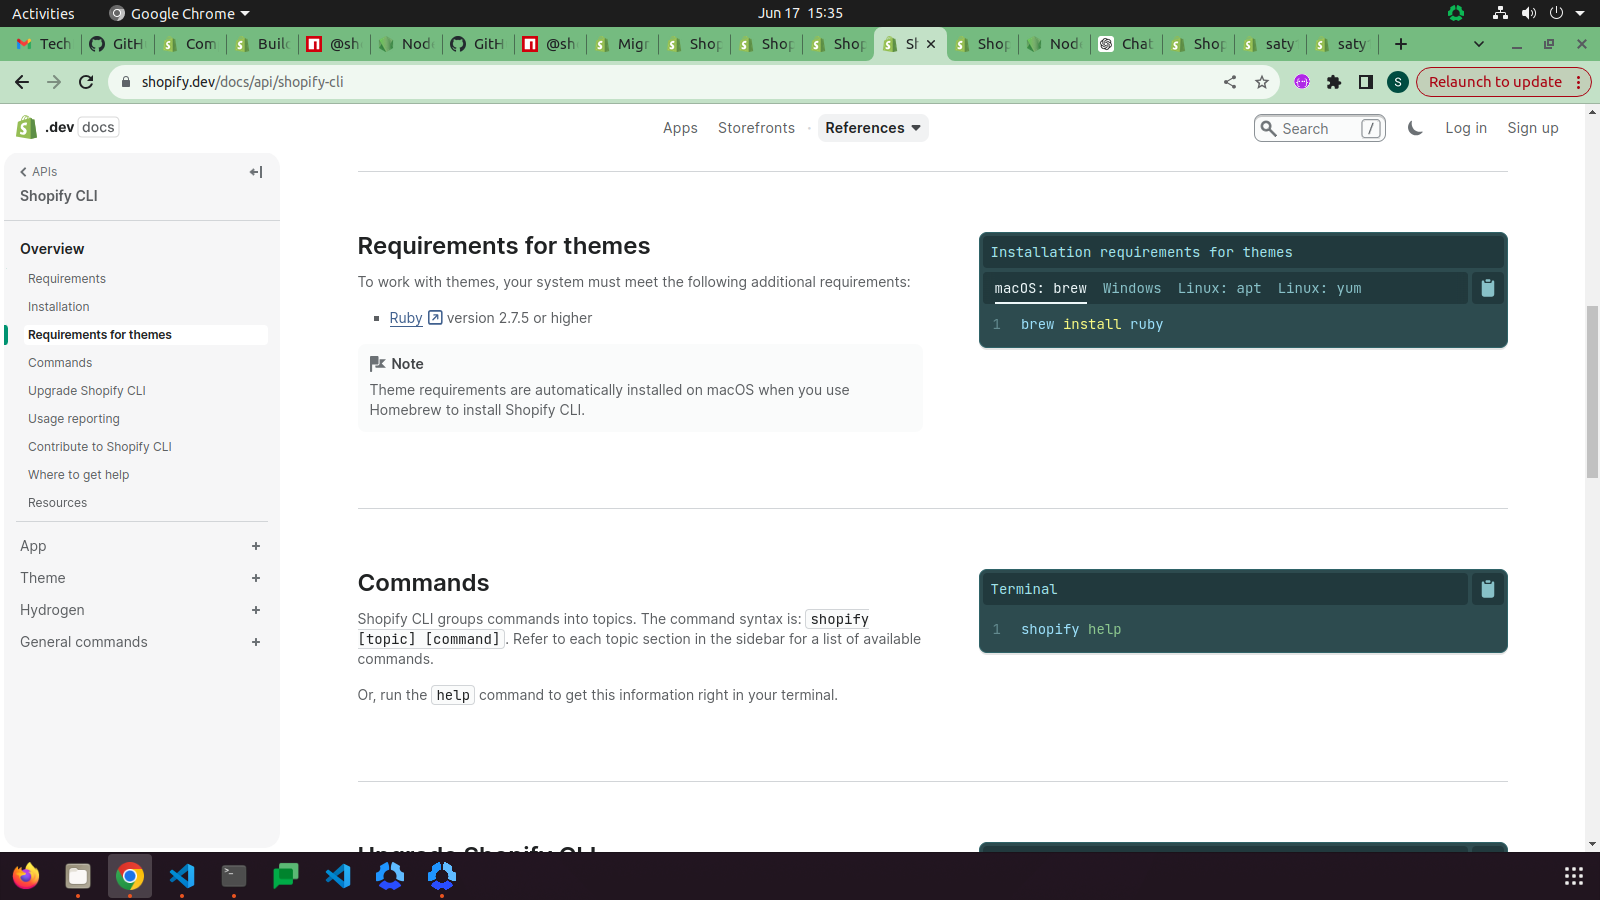 Activities
Google Chrome
Jun 17 15:35
Tech
GitH
Com
Builc
@sh
Node
GitH
@sh
Migr
Shop
Shop
Shop
Sh
Shop
Node
Chat
Shop
saty
saty
shopify.dev/docs/api/shopify-cli
S
Relaunch to update
.dev docs
Apps
Storefronts
References
Search /
Log in
Sign up
APIs
Shopify CLI
Overview
Requirements
Installation
Requirements for themes
Commands
Upgrade Shopify CLI
Usage reporting
Contribute to Shopify CLI
Where to get help
Resources
App +
Theme +
Hydrogen +
General commands +
Requirements for themes
To work with themes, your system must meet the following additional requirements:
Ruby version 2.7.5 or higher
Note
Theme requirements are automatically installed on macOS when you use
Homebrew to install Shopify CLI.
Installation requirements for themes
macOS: brew Windows Linux: apt Linux: yum
1 brew install ruby
Commands
Shopify CLI groups commands into topics. The command syntax is: shopify
[topic] [command]. Refer to each topic section in the sidebar for a list of available
commands.
Or, run the help command to get this information right in your terminal.
Terminal
1 shopify help
Upgrade Shopify CLI